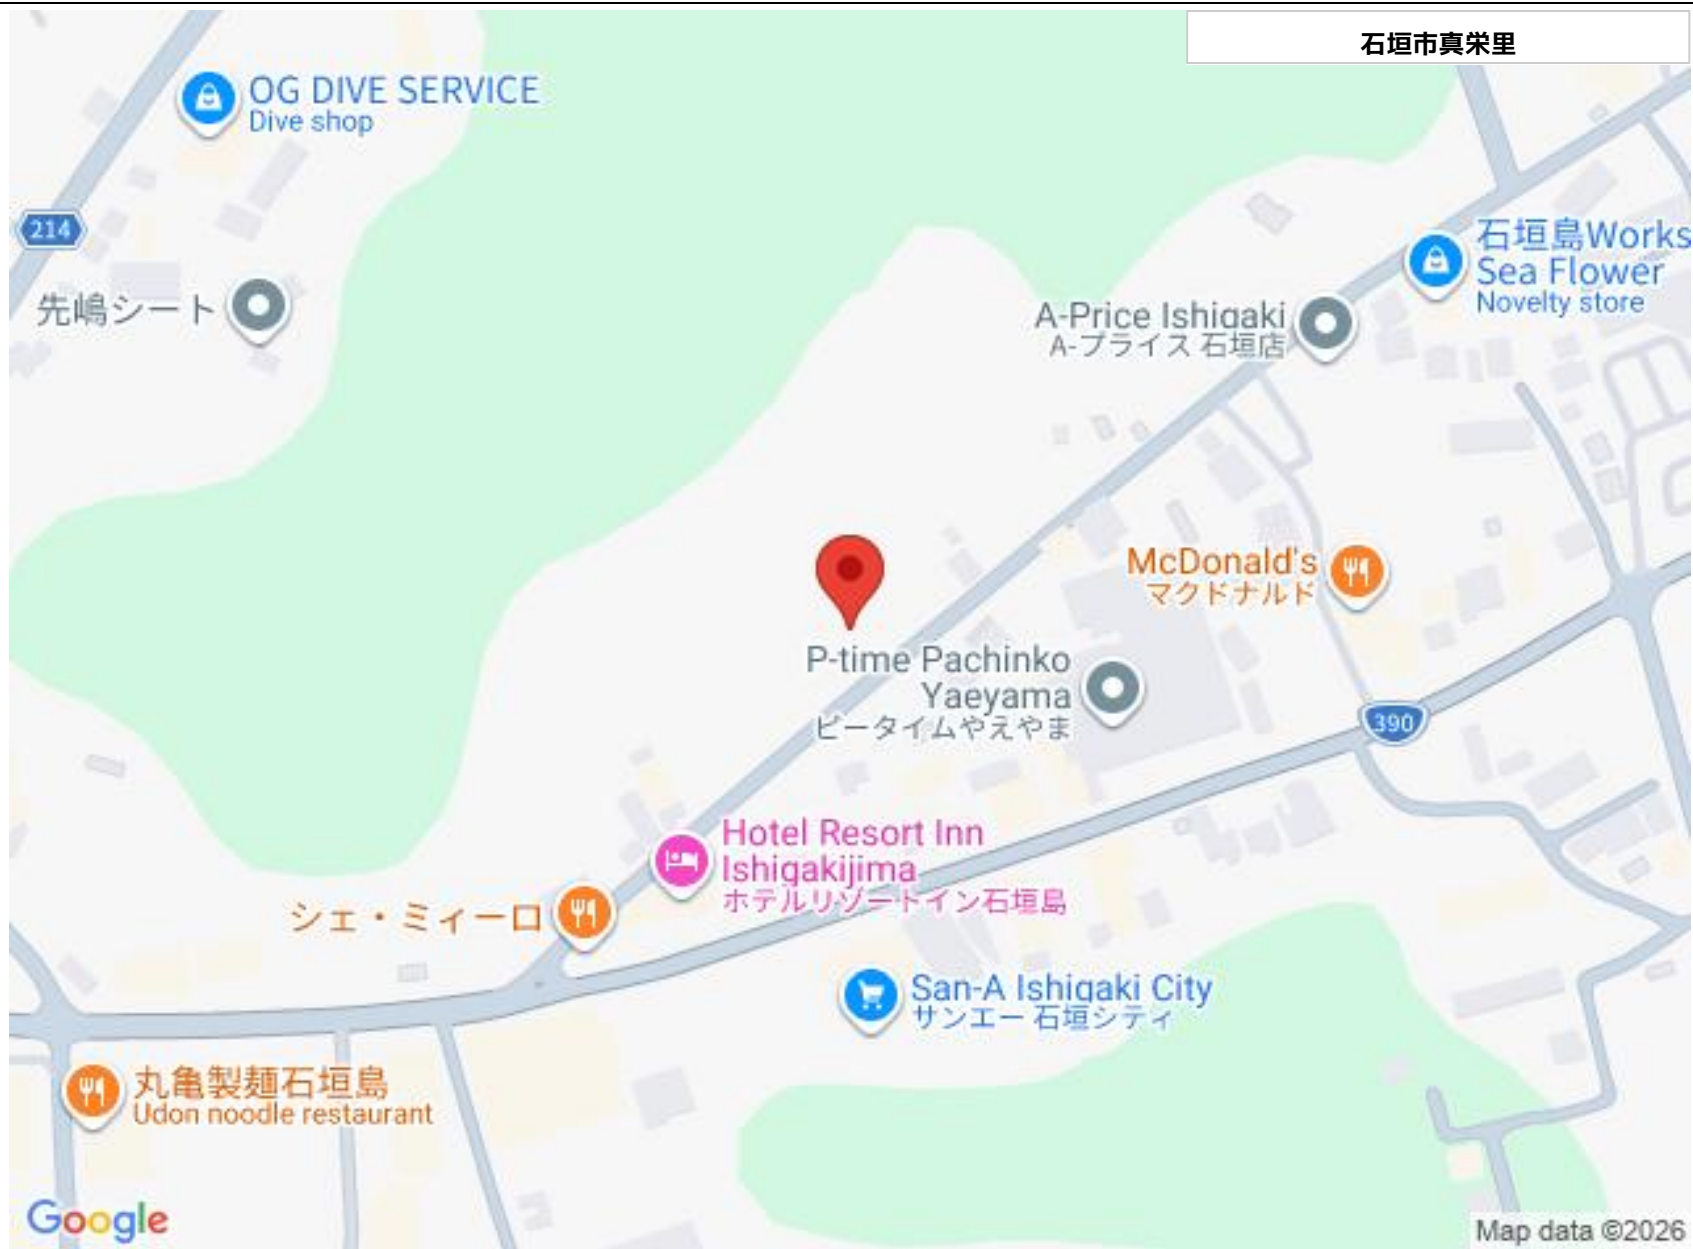 石垣市真栄里
OG DIVE SERVICE
Dive shop
214
石垣島Works
Sea Flower
Novelty store
先嶋シート
A-Price Ishigaki
A-プライス 石垣店
McDonald's
マクドナルド
P-time Pachinko
Yaeyama
ピータイムやえやま
390
Hotel Resort Inn
Ishigakijima
ホテルリゾートイン石垣島
シェ・ミィーロ
San-A Ishigaki City
サンエー 石垣シティ
丸亀製麺石垣島
Udon noodle restaurant
Google
Map data ©2026